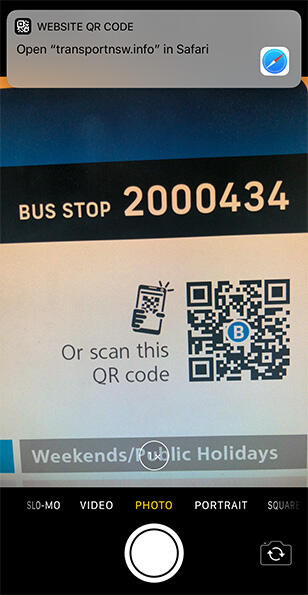 WEBSITE QR CODE
Open “transportnsw.info” in Safari
BUS STOP 2000434
B
Or scan this
QR code
Weekends/Public Holidays
1x
SLO-MO VIDEO PHOTO PORTRAIT SQUARE